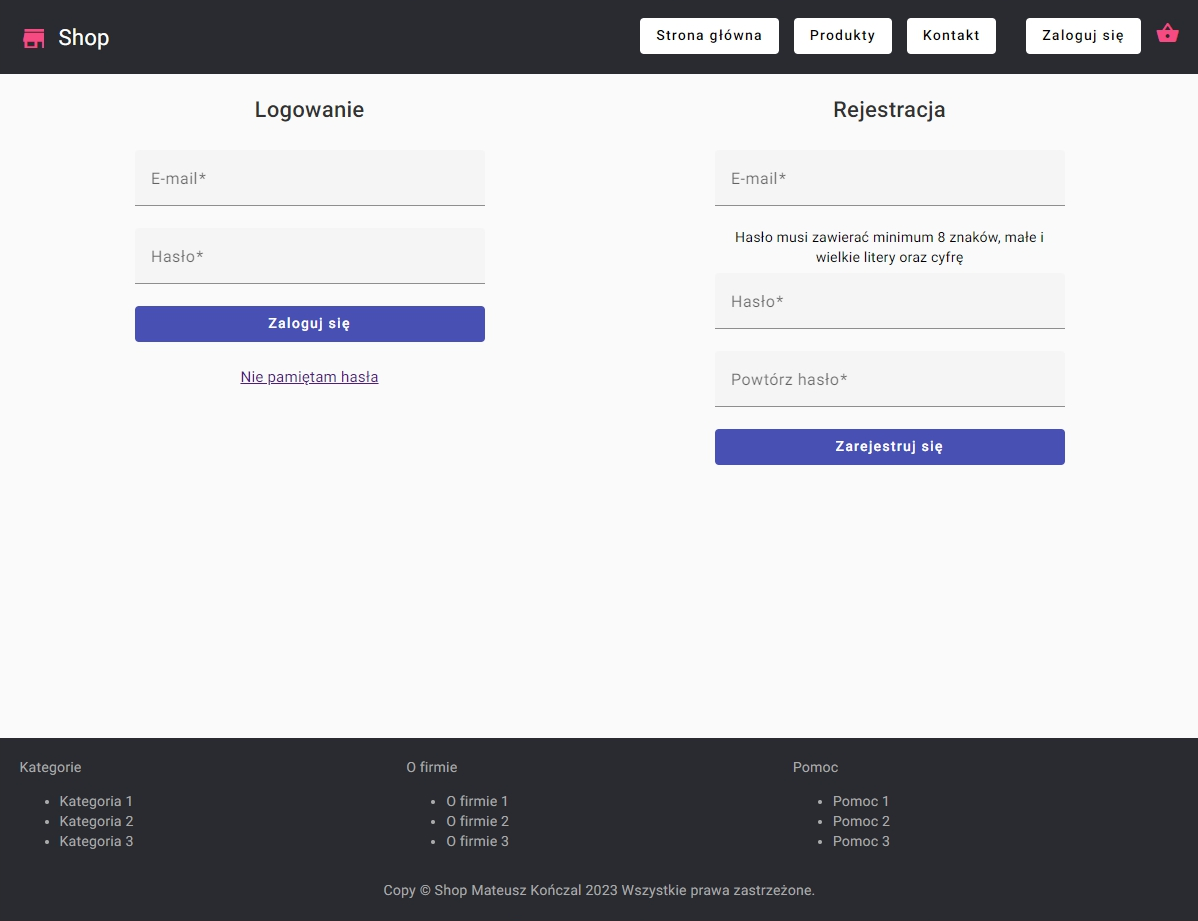 Shop
Strona główna
Produkty
Kontakt
Zaloguj się
Logowanie
E-mail*
Hasło*
Zaloguj się
Nie pamiętam hasła
Rejestracja
E-mail*
Hasło musi zawierać minimum 8 znaków, małe i
wielkie litery oraz cyfrę
Hasło*
Powtórz hasło*
Zarejestruj się
Kategorie
• Kategoria 1
• Kategoria 2
• Kategoria 3
O firmie
• O firmie 1
• O firmie 2
• O firmie 3
Pomoc
• Pomoc 1
• Pomoc 2
• Pomoc 3
Copy © Shop Mateusz Kończal 2023 Wszystkie prawa zastrzeżone.